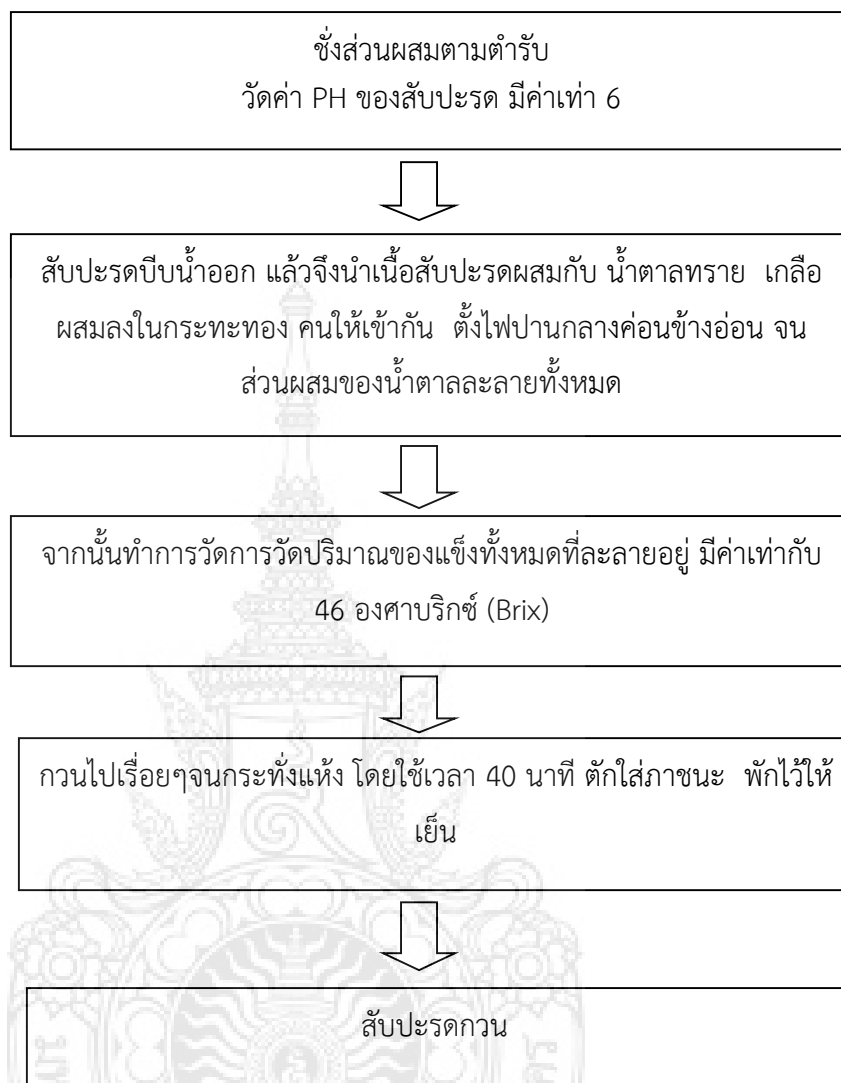 ชั่งส่วนผสมตามตำรับ
วัดค่า PH ของสับปะรด มีค่าเท่า 6
สับปะรดบีบน้ำออก แล้วจึงนำเนื้อสับปะรดผสมกับ น้ำตาลทราย เกลือ
ผสมลงในกระทะทอง คนให้เข้ากัน ตั้งไฟปานกลางค่อนข้างอ่อน จน
ส่วนผสมของน้ำตาลละลายทั้งหมด
จากนั้นทำการวัดการวัดปริมาณของแข็งทั้งหมดที่ละลายอยู่ มีค่าเท่ากับ
46 องศาบริกซ์ (Brix)
กวนไปเรื่อยๆจนกระทั่งแห้ง โดยใช้เวลา 40 นาที ตักใส่ภาชนะ พักไว้ให้
เย็น
สับปะรดกวน